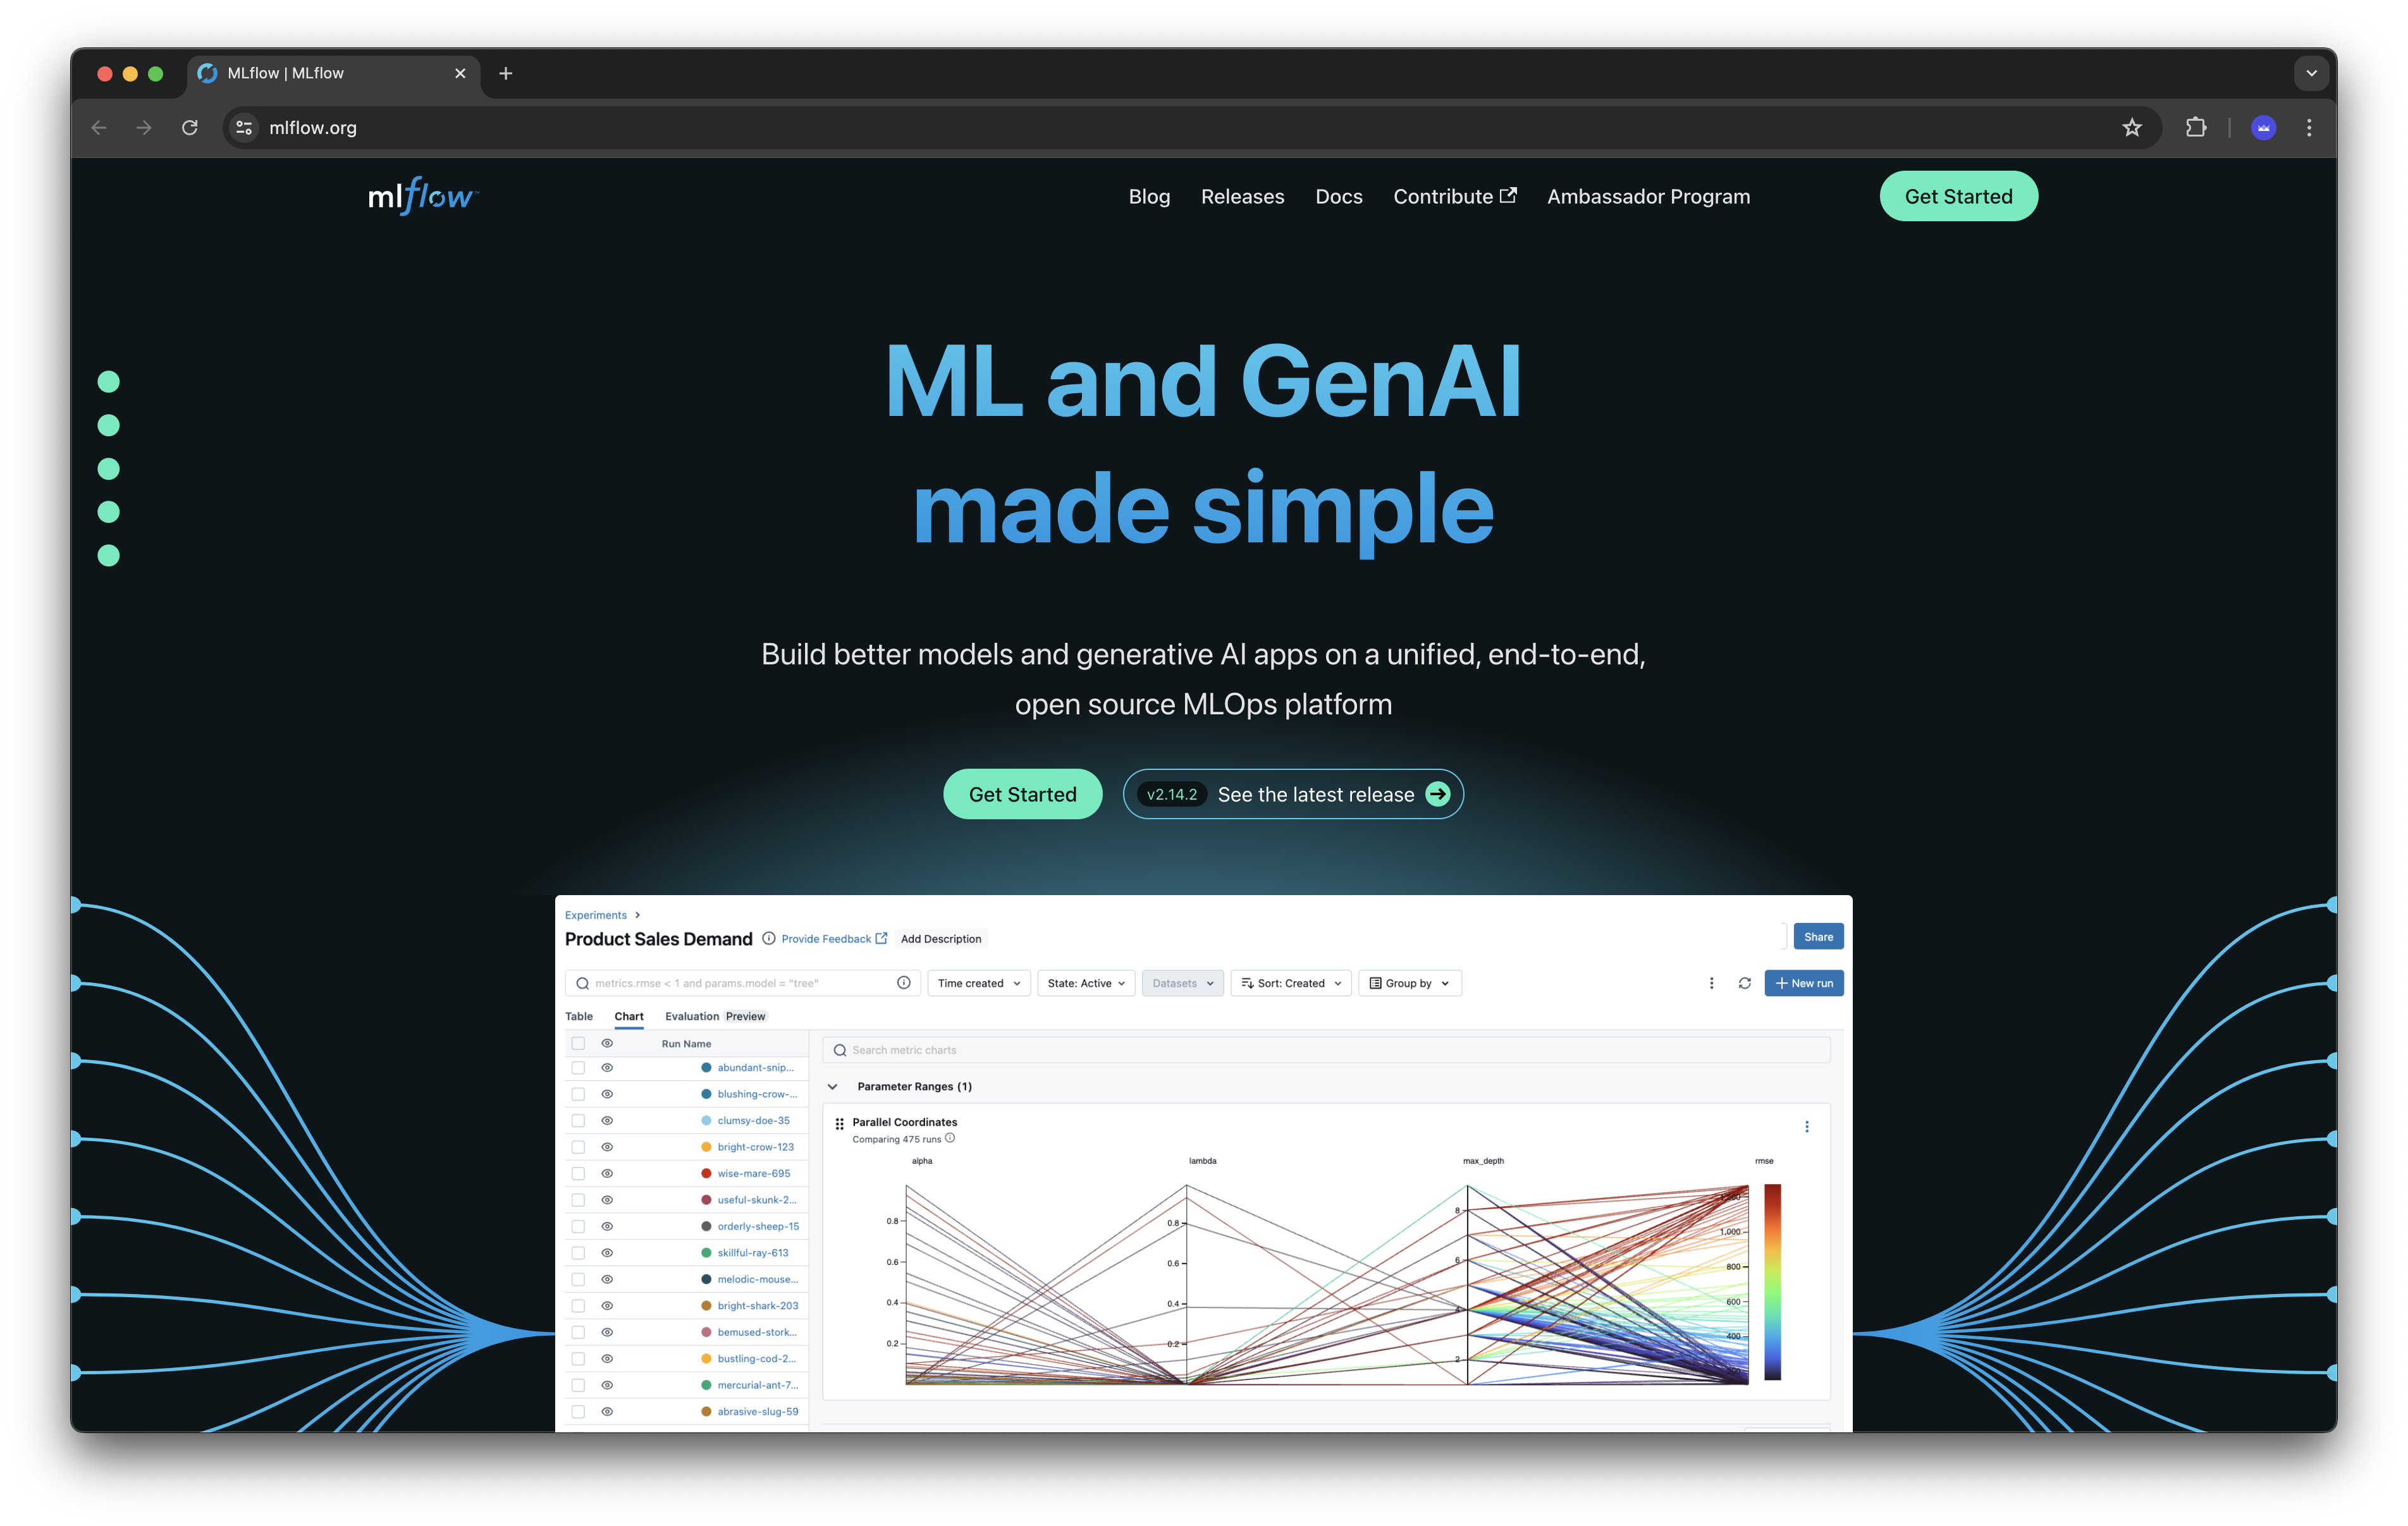 MLflow | MLflow
mlflow.org
mlflow™
Blog Releases Docs Contribute Ambassador Program Get Started
ML and GenAI
made simple
Build better models and generative AI apps on a unified, end-to-end,
open source MLOps platform
Get Started v2.14.2 See the latest release
Experiments
Product Sales Demand Provide Feedback Add Description Share
metrics.rmse < 1 and params.model = "tree" Time created State: Active Datasets Sort: Created Group by New run
Table Chart Evaluation Preview
Run Name
Search metric charts
abundant-snip...
Parameter Ranges (1)
blushing-crow-...
clumsy-doe-35
Parallel Coordinates
Comparing 475 runs
bright-crow-123
alpha lambda max_depth rmse
wise-mare-695
useful-skunk-2...
orderly-sheep-15
skillful-ray-613
melodic-mouse...
bright-shark-203
bemused-stork...
bustling-cod-2...
mercurial-ant-7...
abrasive-slug-59
0.8
0.6
0.4
0.2
0.8
0.6
0.4
0.2
8
6
4
2
1,000
800
600
400